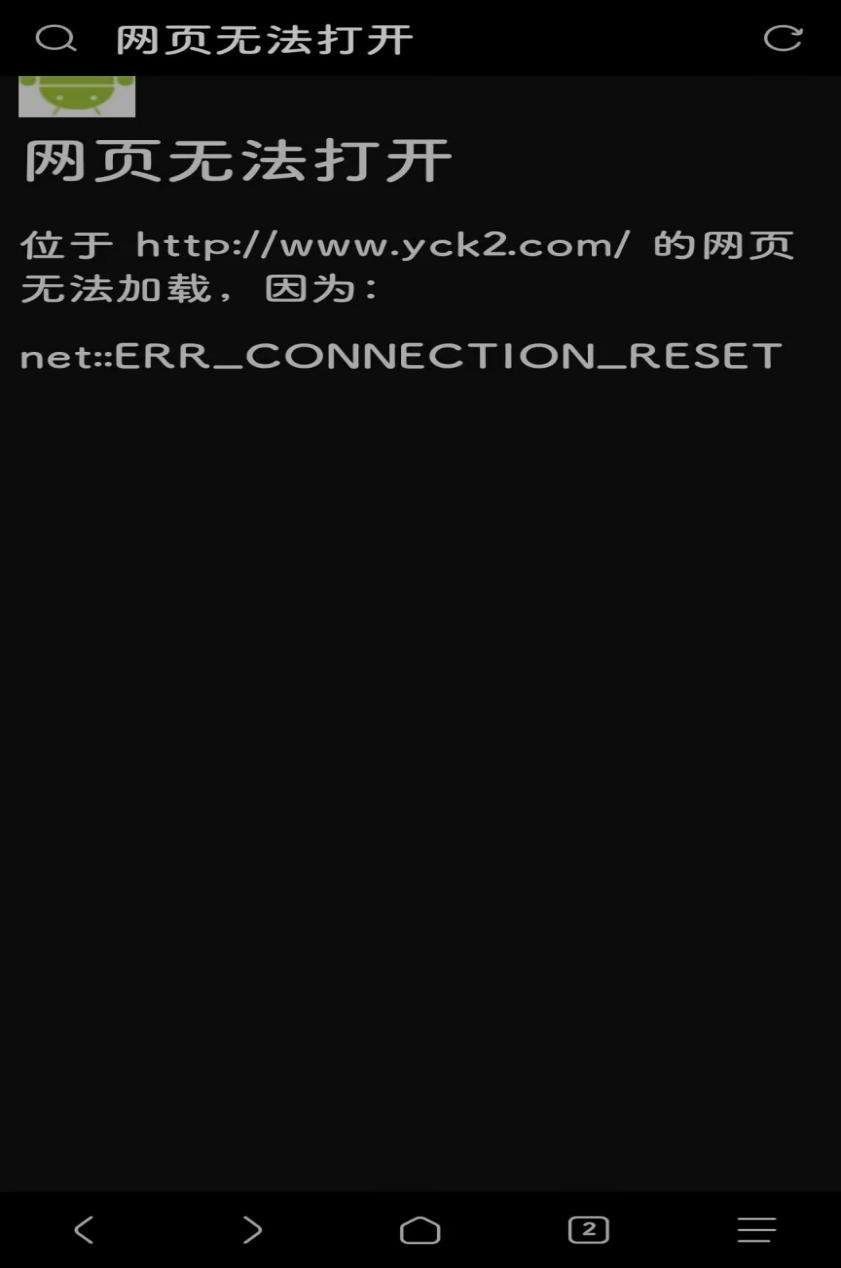 网页无法打开
网页无法打开
位于 http://www.yck2.com/ 的网页
无法加载，因为：
net::ERR_CONNECTION_RESET
2